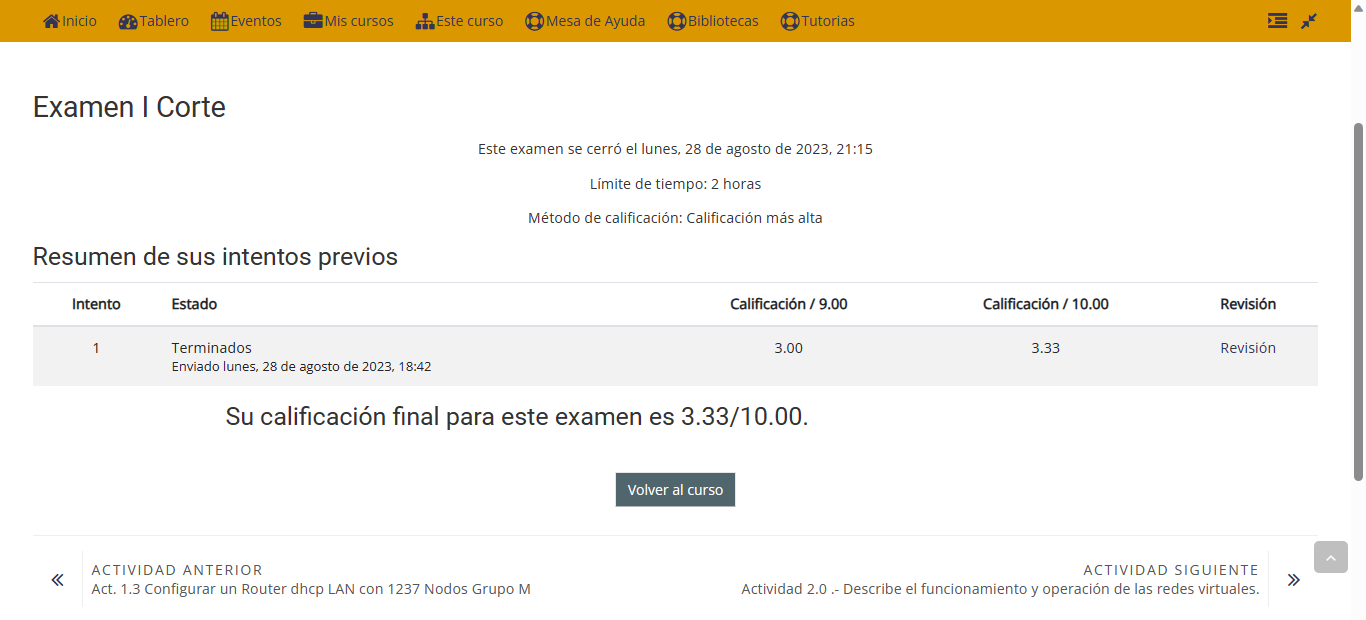 Inicio Tablero Eventos Mis cursos Este curso Mesa de Ayuda Bibliotecas Tutorias
Examen I Corte
Este examen se cerró el lunes, 28 de agosto de 2023, 21:15
Límite de tiempo: 2 horas
Método de calificación: Calificación más alta
Resumen de sus intentos previos
Intento Estado Calificación / 9.00 Calificación / 10.00 Revisión
1 Terminados 3.00 3.33 Revisión
Enviado lunes, 28 de agosto de 2023, 18:42
Su calificación final para este examen es 3.33/10.00.
Volver al curso
ACTIVIDAD ANTERIOR
Act. 1.3 Configurar un Router dhcp LAN con 1237 Nodos Grupo M
ACTIVIDAD SIGUIENTE
Actividad 2.0 .- Describe el funcionamiento y operación de las redes virtuales.